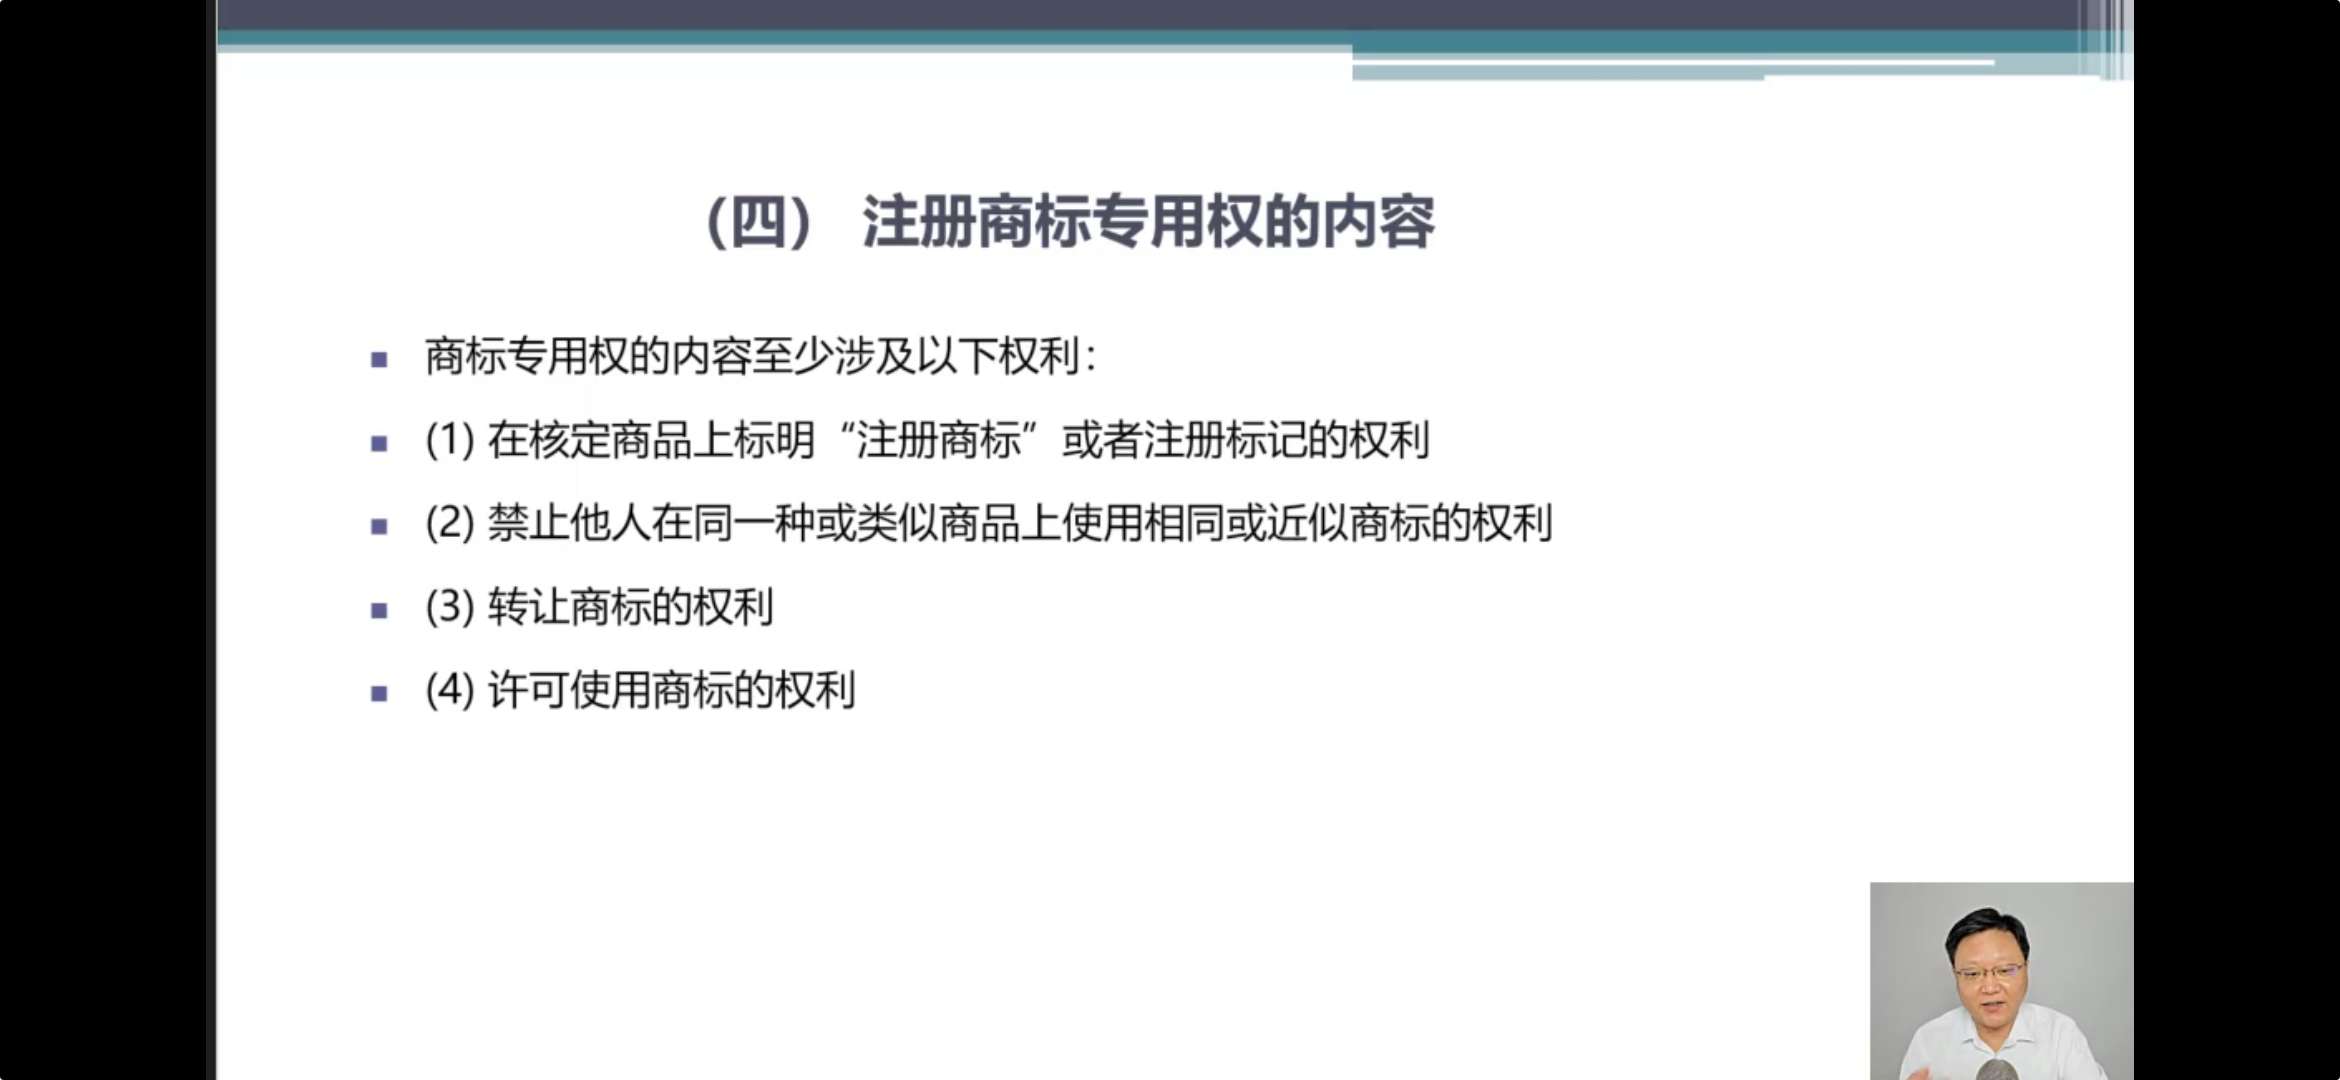 （四） 注册商标专用权的内容
商标专用权的内容至少涉及以下权利：
(1) 在核定商品上标明“注册商标”或者注册标记的权利
(2) 禁止他人在同一种或类似商品上使用相同或近似商标的权利
(3) 转让商标的权利
(4) 许可使用商标的权利